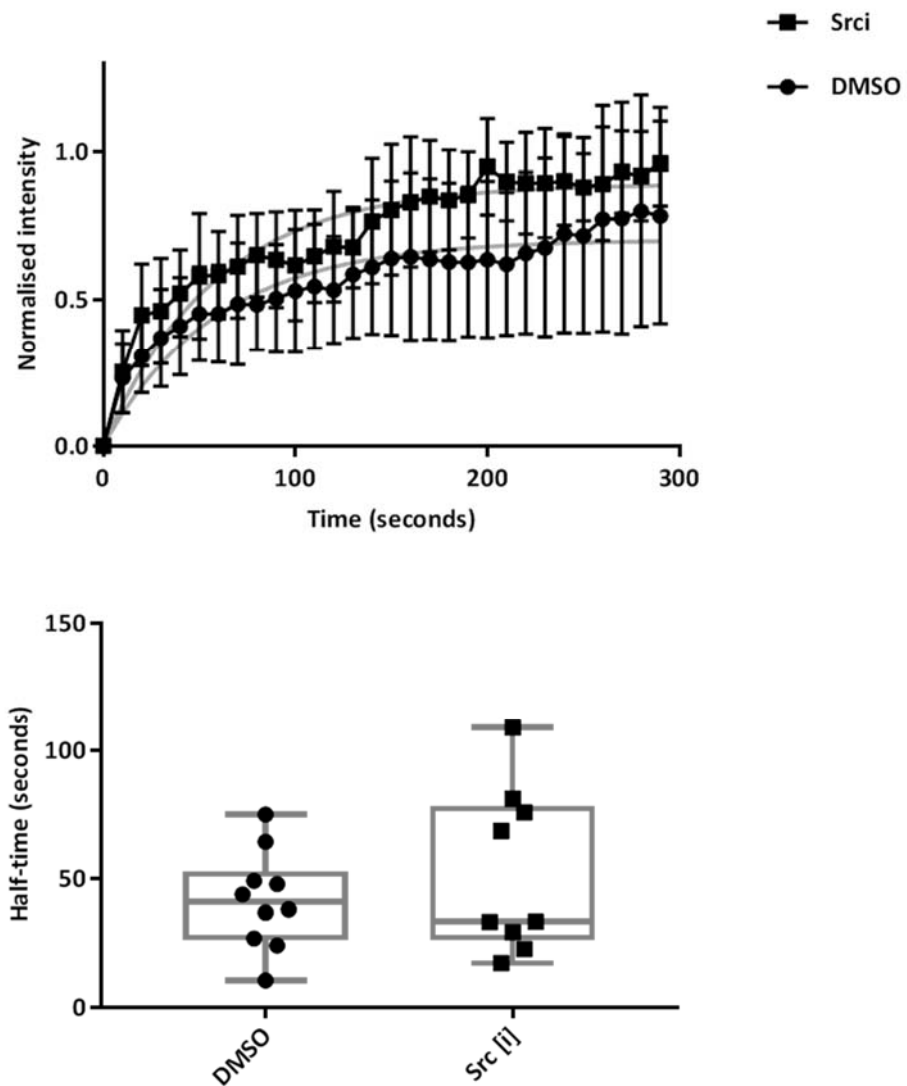 Srci
DMSO
Normalised intensity
1.0
0.5
0.0
0 100 200 300
Time (seconds)
Half-time (seconds)
150
100
50
0
DMSO
Src [i]